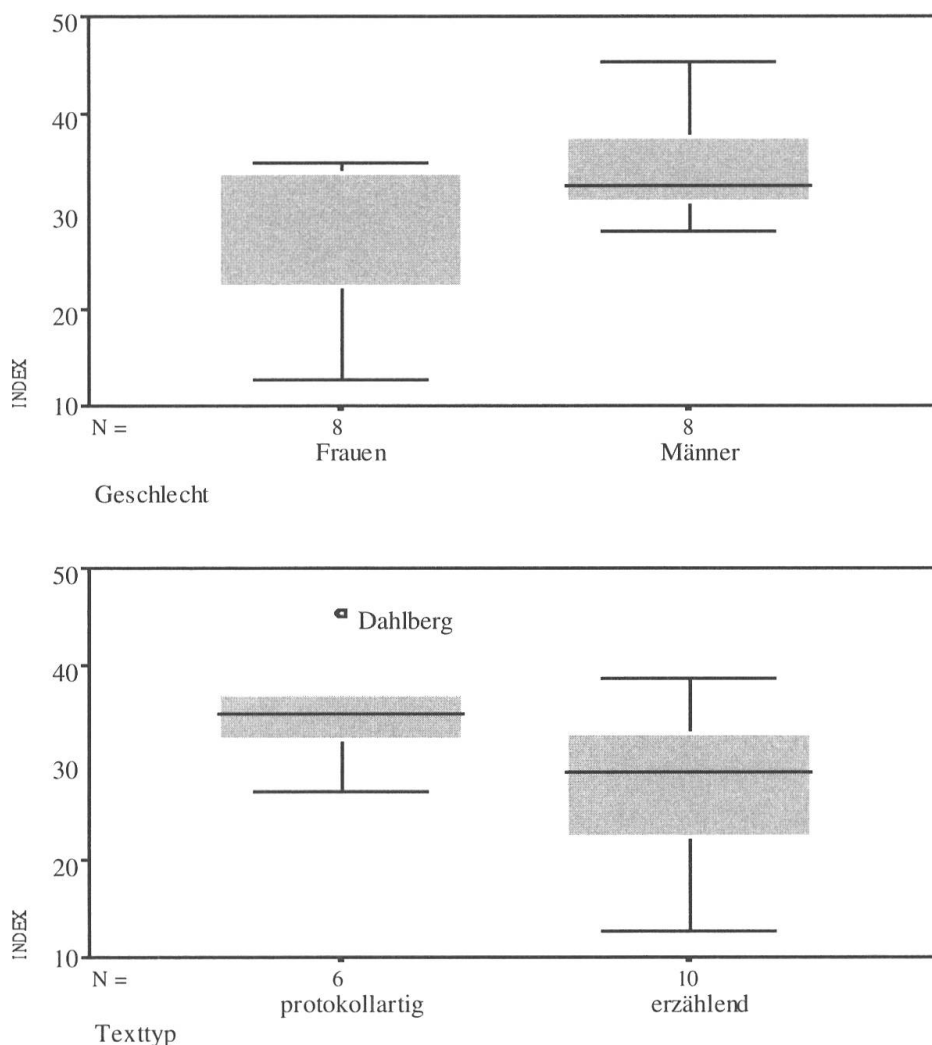 50
40
30
20
INDEX
10
N =
8
8
Frauen
Männer
Geschlecht
50
Dahlberg
40
30
20
INDEX
10
N =
6
10
protokollartig
erzählend
Texttyp